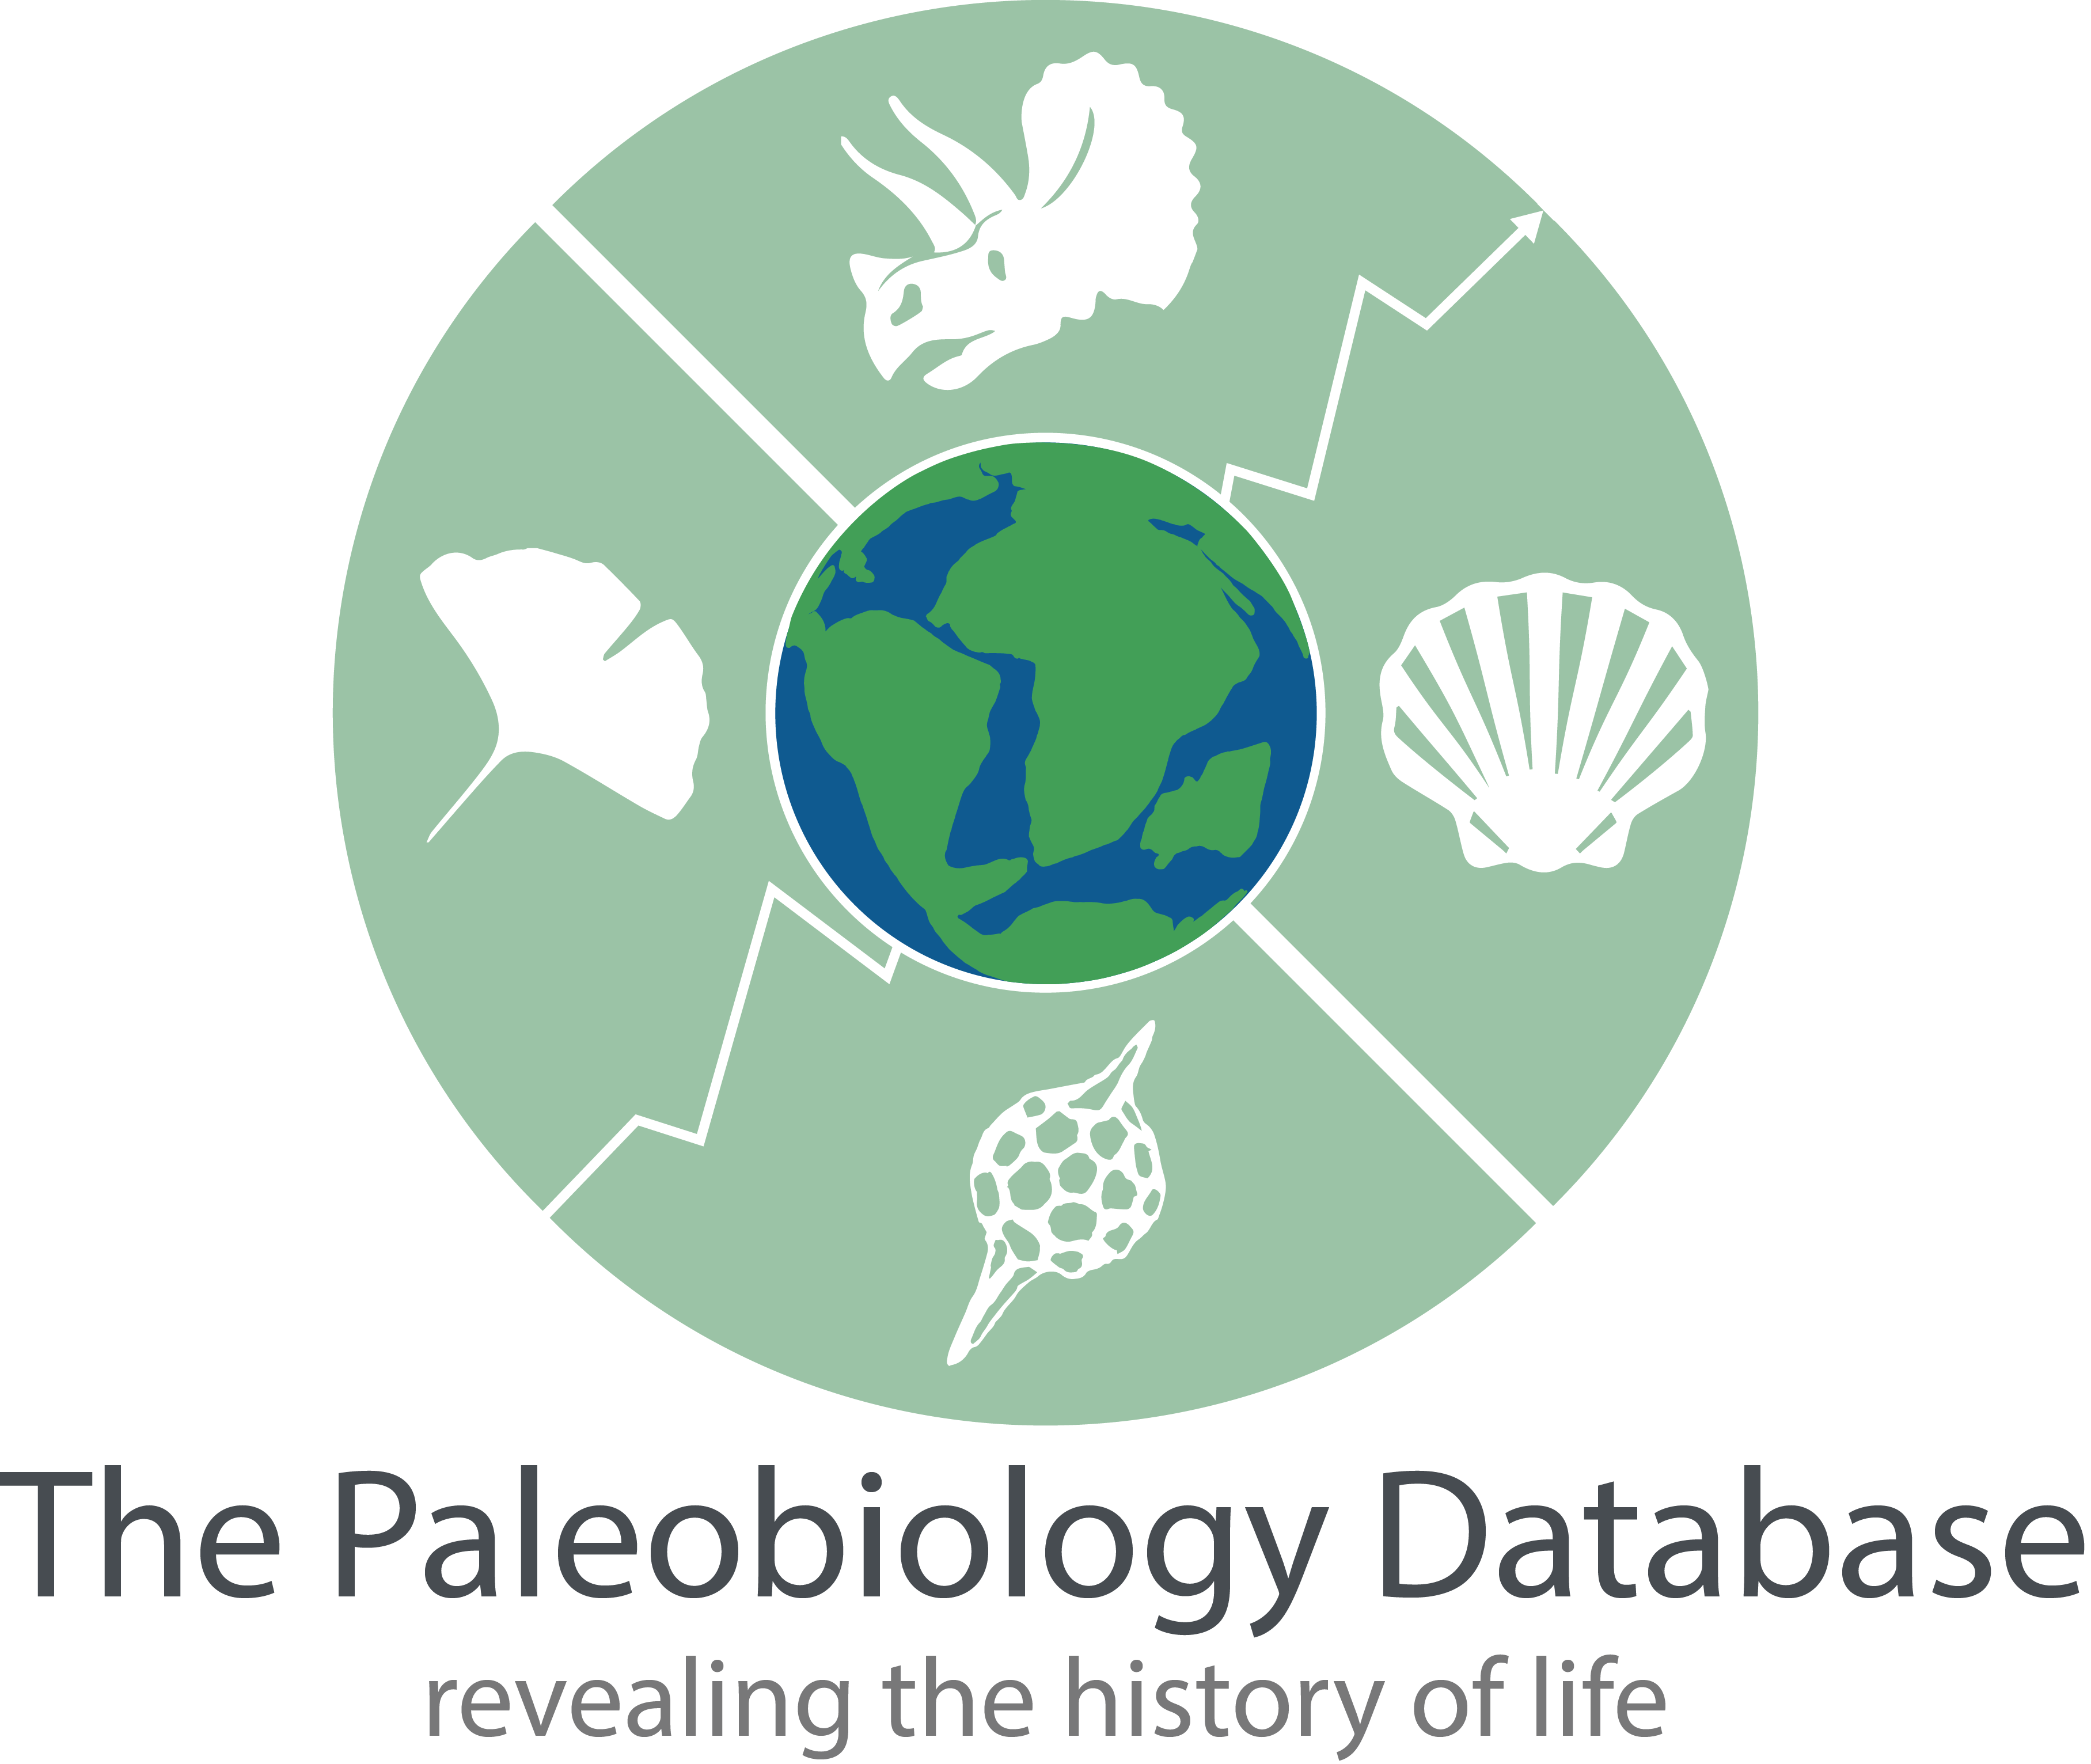 The Paleobiology Database
revealing the history of life